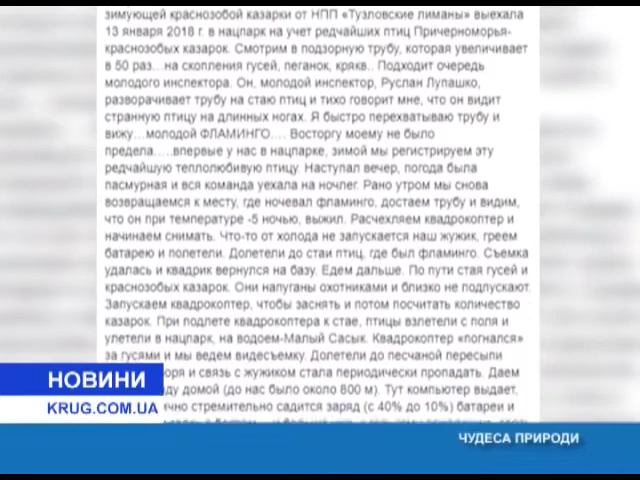 зимующей краснозобой казарки от НПП «Тузловские лиманы» выехала
13 января 2018 г. в нацпарк на учет редчайших птиц Причерноморья-
краснозобых казарок. Смотрим в подзорную трубу, которая увеличивает
в 50 раз…на скопления гусей, пеганок, крякв.. Подходит очередь
молодого инспектора. Он, молодой инспектор, Руслан Лупашко,
разворачивает трубу на стаю птиц и тихо говорит мне, что он видит
странную птицу на длинных ногах. Я быстро перехватываю трубу и
вижу…молодой ФЛАМИНГО…. Восторгу моему не было
предела…..впервые у нас в нацпарке, зимой мы регистрируем эту
редчайшую теплолюбивую птицу. Наступал вечер, погода была
пасмурная и вся команда уехала на ночлег. Рано утром мы снова
возвращаемся к месту, где ночевал фламинго, достаем трубу и видим,
что он при температуре -5 ночью, выжил. Расчехляем квадрокоптер и
начинаем снимать. Что-то от холода не запускается наш жужик, греем
батарею и полетели. Долетели до стаи птиц, где был фламинго. Съемка
удалась и квадрик вернулся на базу. Едем дальше. По пути стая гусей и
краснозобых казарок. Они напуганы охотниками и близко не подпускают.
Запускаем квадрокоптер, чтобы заснять и потом посчитать количество
казарок. При подлете квадрокоптера к стае, птицы взлетели с поля и
улетели в нацпарк, на водоем-Малый Сасык. Квадрокоптер «погнался»
за гусями и мы ведем видесъемку. Долетели до песчаной пересыпи
оря и связь с жужиком стала периодически пропадать. Даем
ду домой (до нас было около 800 м). Тут компьютер выдает,
чно стремительно садится заряд (с 40% до 10%) батареи и
НОВИНИ
KRUG.COM.UA
ЧУДЕСА ПРИРОДИ